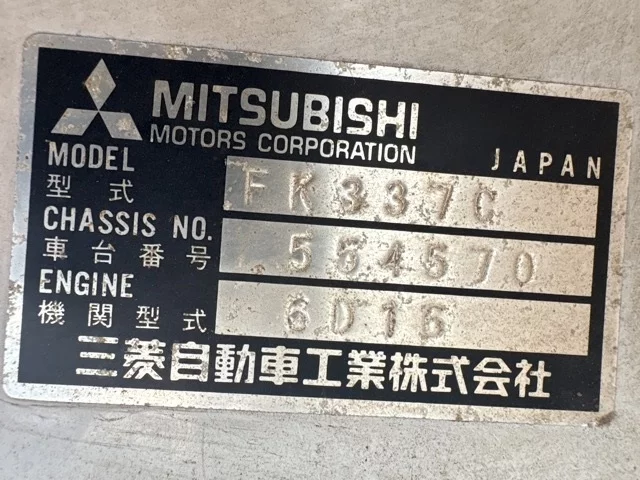 MITSUBISHI
MOTORS CORPORATION JAPAN
MODEL
型式 FK337C
CHASSIS NO.
車台番号 554570
ENGINE
機関型式 6D16
三菱自動車工業株式会社